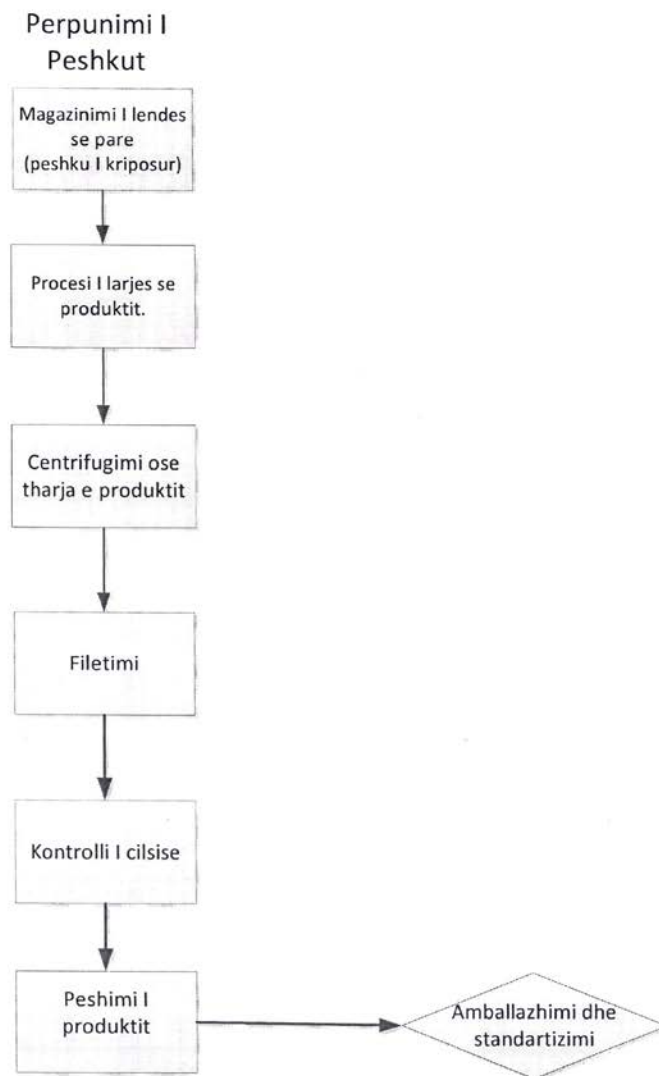 Perpunimi I
Peshkut
Magazinimi I lendes
se pare
(peshku I kriposur)
Procesi I larjes se
produktit.
Centrifugimi ose
tharja e produktit
Filetimi
Kontrolli I cilsise
Peshimi I
produktit
Amballazhimi dhe
standartizimi